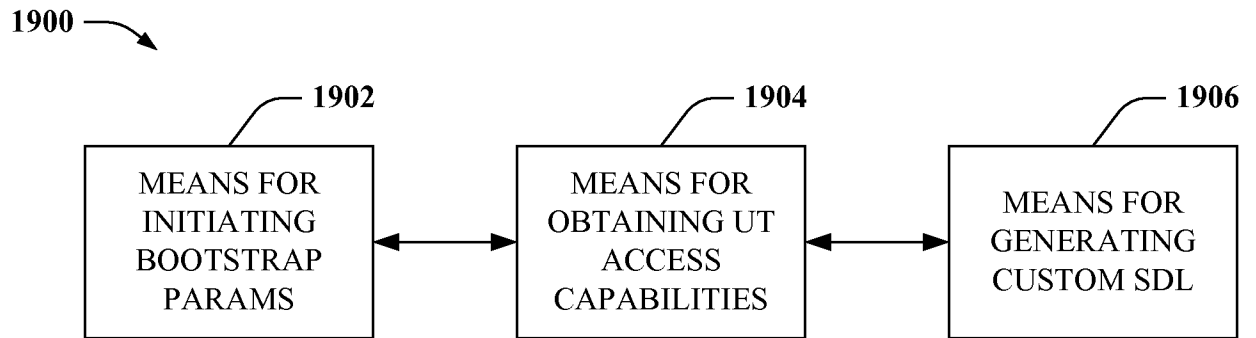 1900
1902
1904
1906
MEANS FOR
INITIATING
BOOTSTRAP
PARAMS
MEANS FOR
OBTAINING UT
ACCESS
CAPABILITIES
MEANS FOR
GENERATING
CUSTOM SDL